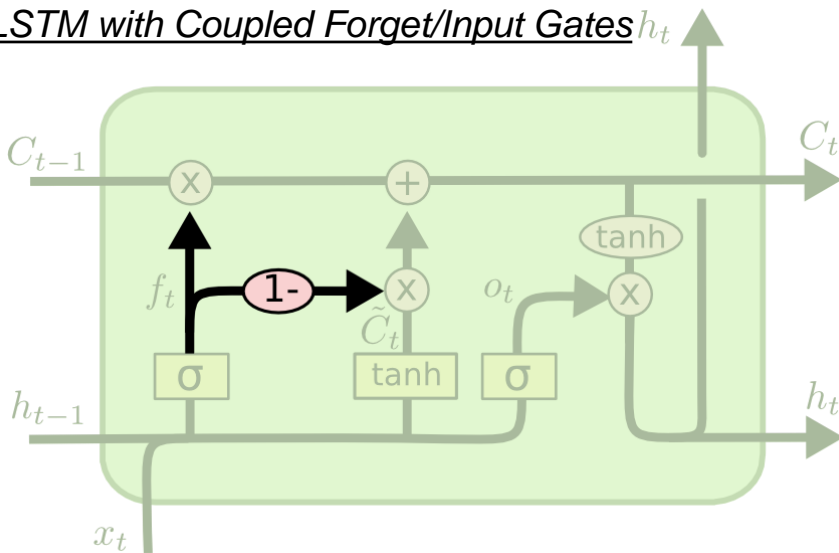 LSTM with Coupled Forget/Input Gates
h_t
C_{t-1}
C_t
x
+
tanh
f_t
1-
x
o_t
x
C̃_t
σ
tanh
σ
h_{t-1}
h_t
x_t